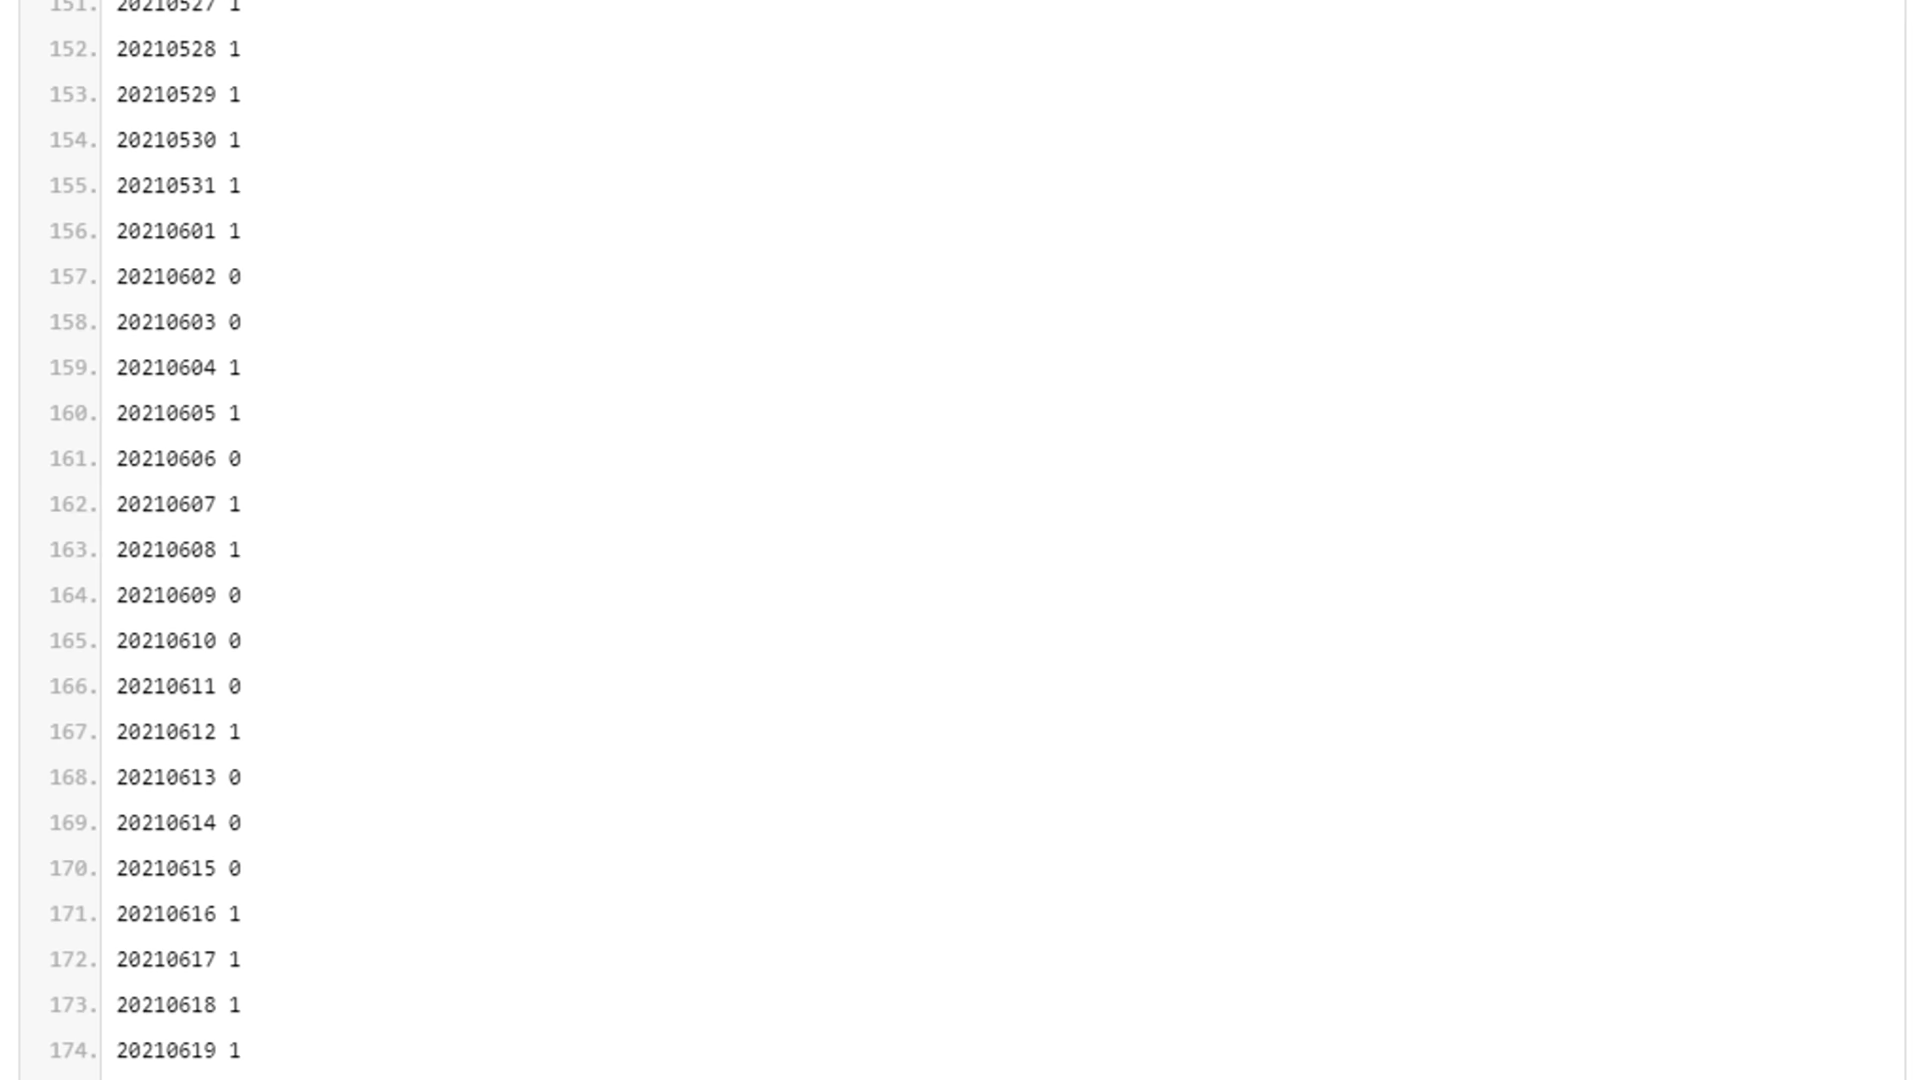 151. 20210527 1
152. 20210528 1
153. 20210529 1
154. 20210530 1
155. 20210531 1
156. 20210601 1
157. 20210602 0
158. 20210603 0
159. 20210604 1
160. 20210605 1
161. 20210606 0
162. 20210607 1
163. 20210608 1
164. 20210609 0
165. 20210610 0
166. 20210611 0
167. 20210612 1
168. 20210613 0
169. 20210614 0
170. 20210615 0
171. 20210616 1
172. 20210617 1
173. 20210618 1
174. 20210619 1